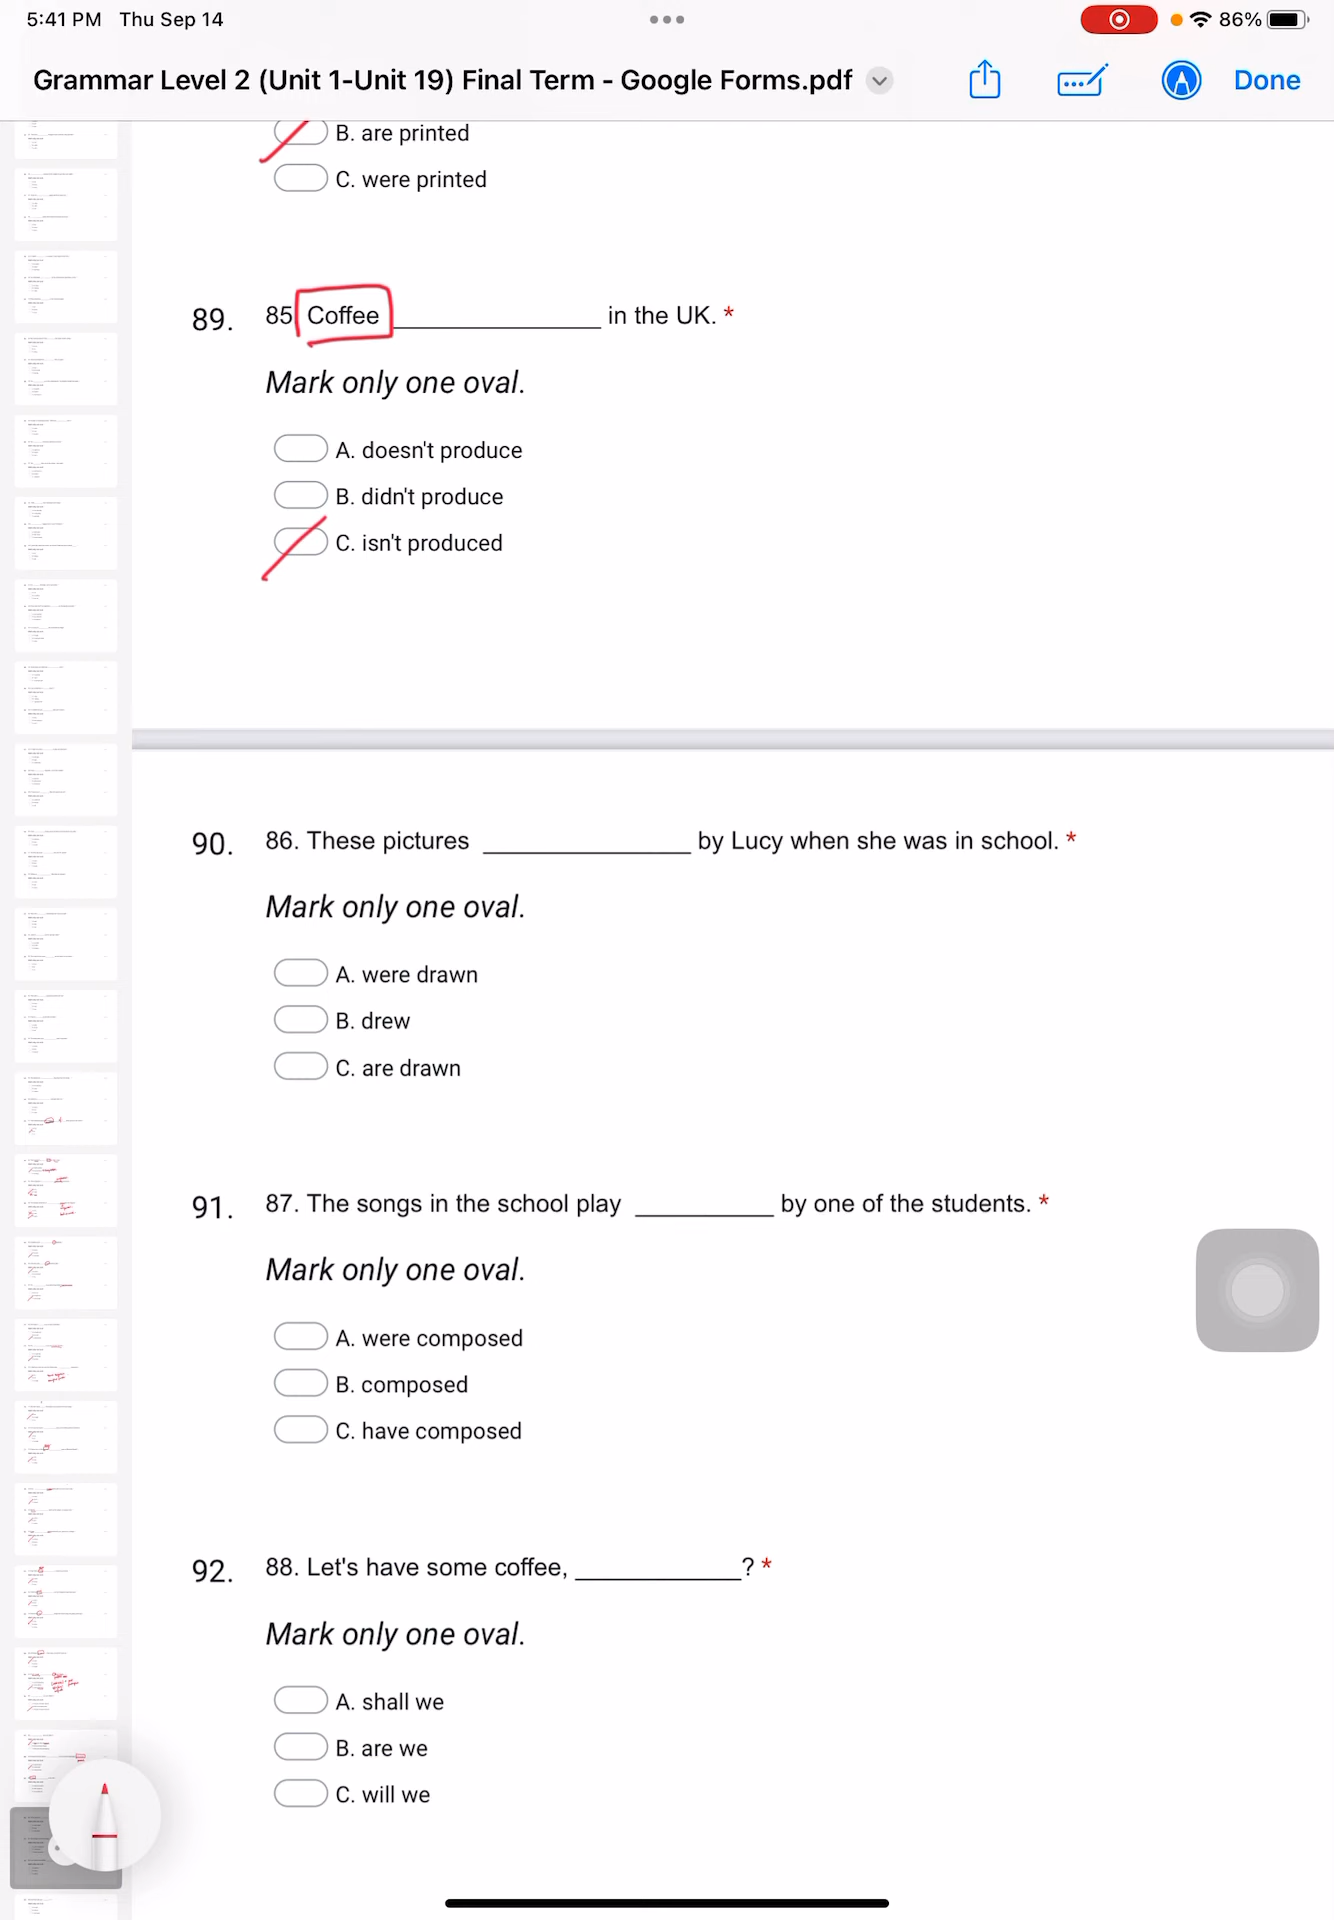 5:41 PM Thu Sep 14
86%
Grammar Level 2 (Unit 1-Unit 19) Final Term - Google Forms.pdf
Done
B. are printed
C. were printed
89. 85. Coffee _______________ in the UK. *
Mark only one oval.
A. doesn't produce
B. didn't produce
C. isn't produced
90. 86. These pictures _______________ by Lucy when she was in school. *
Mark only one oval.
A. were drawn
B. drew
C. are drawn
91. 87. The songs in the school play __________ by one of the students. *
Mark only one oval.
A. were composed
B. composed
C. have composed
92. 88. Let's have some coffee, ____________? *
Mark only one oval.
A. shall we
B. are we
C. will we